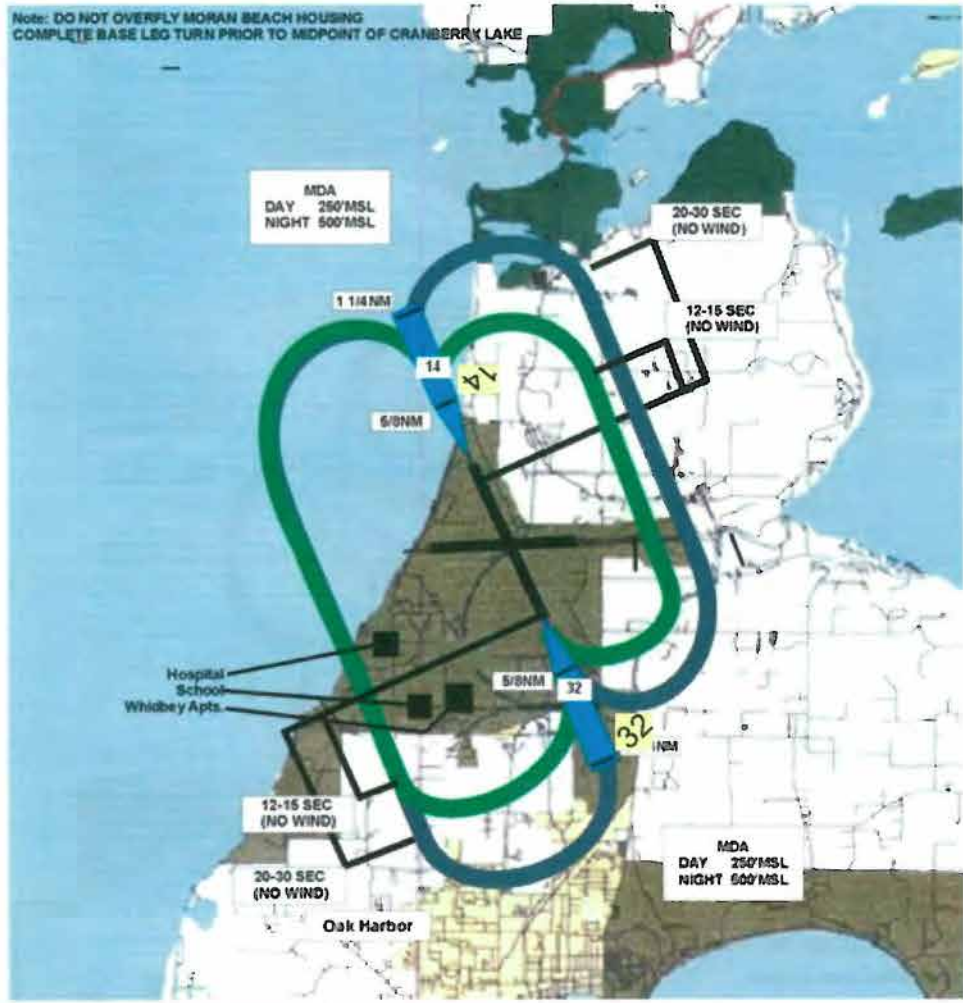 Note: DO NOT OVERFLY MORAN BEACH HOUSING
COMPLETE BASE LEG TURN PRIOR TO MIDPOINT OF CRANBERRY LAKE
MDA
DAY 250'MSL
NIGHT 500'MSL
20-30 SEC
(NO WIND)
1 1/4 NM
12-15 SEC
(NO WIND)
14
14
5/8NM
Hospital
School
Whidbey Apts.
5/8NM
32
32
NM
12-15 SEC
(NO WIND)
20-30 SEC
(NO WIND)
MDA
DAY 250'MSL
NIGHT 500'MSL
Oak Harbor